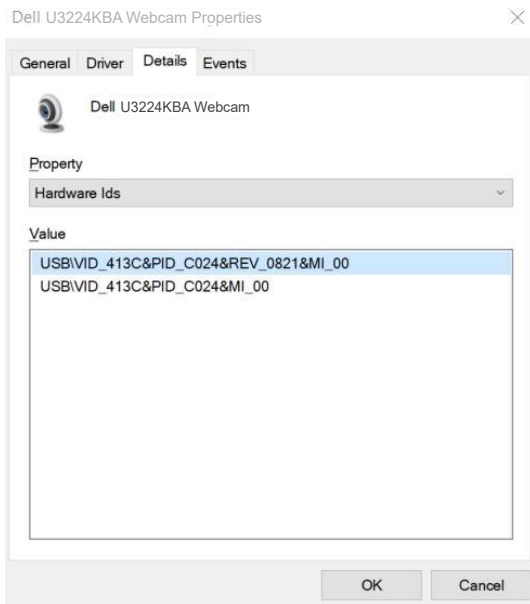 Dell U3224KBA Webcam Properties
General Driver Details Events
Dell U3224KBA Webcam
Property
Hardware Ids
Value
USB\VID_413C&PID_C024&REV_0821&MI_00
USB\VID_413C&PID_C024&MI_00
OK Cancel